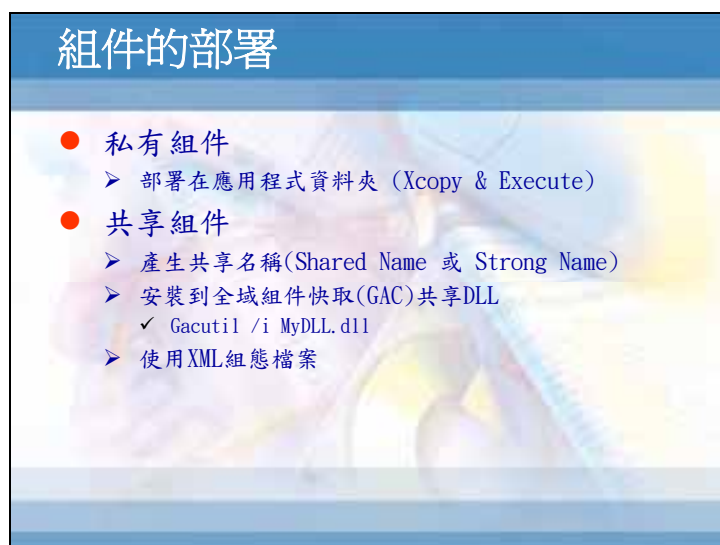 組件的部署
私有組件
部署在應用程式資料夾 (Xcopy & Execute)
共享組件
產生共享名稱(Shared Name 或 Strong Name)
安裝到全域組件快取(GAC)共享DLL
Gacutil /i MyDLL.dll
使用XML組態檔案